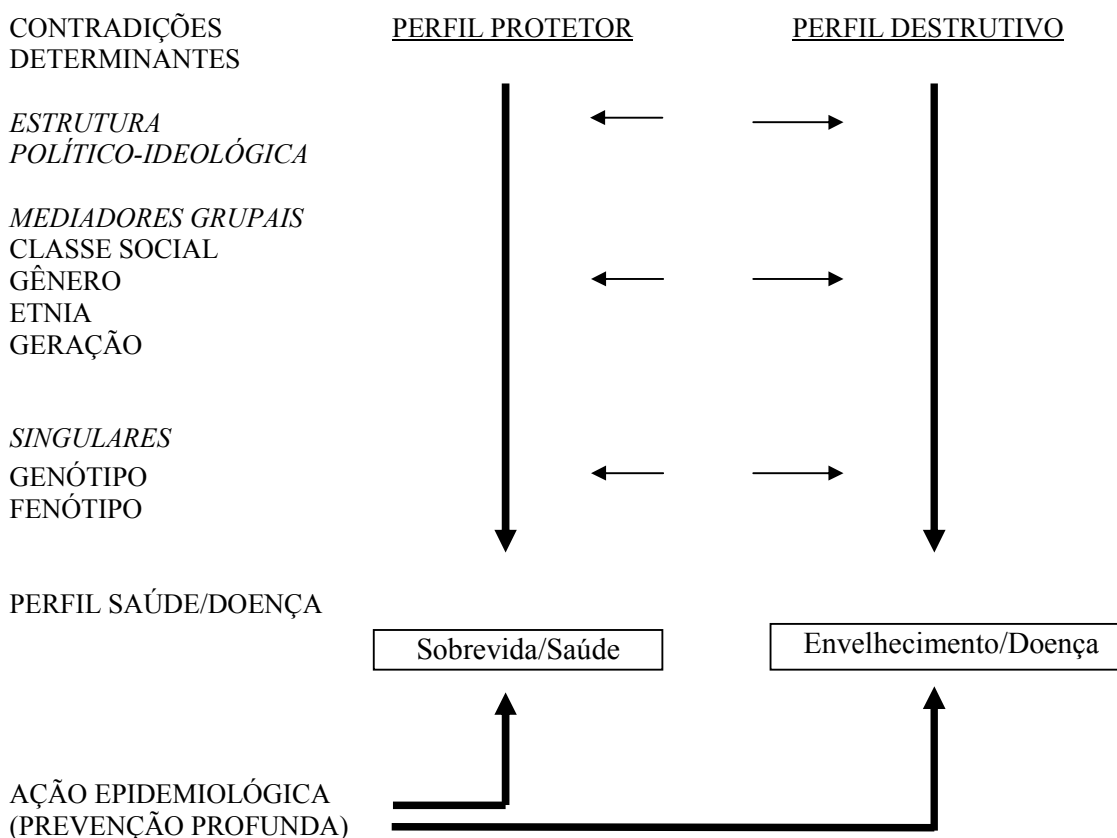 CONTRADIÇÕES
DETERMINANTES
PERFIL PROTETOR
PERFIL DESTRUTIVO
ESTRUTURA
POLÍTICO-IDEOLÓGICA
MEDIADORES GRUPAIS
CLASSE SOCIAL
GÊNERO
ETNIA
GERAÇÃO
SINGULARES
GENÓTIPO
FENÓTIPO
PERFIL SAÚDE/DOENÇA
Sobrevida/Saúde
Envelhecimento/Doença
AÇÃO EPIDEMIOLÓGICA
(PREVENÇÃO PROFUNDA)